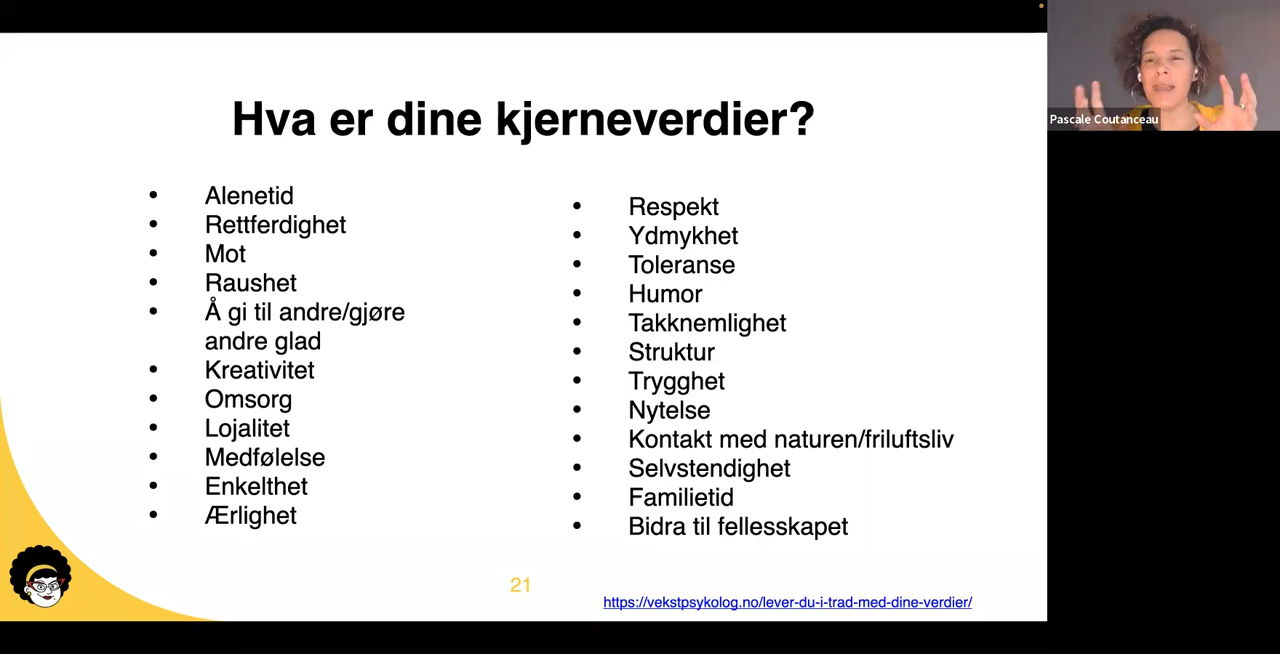 Hva er dine kjerneverdier?
• Alenetid
• Rettferdighet
• Mot
• Raushet
• Å gi til andre/gjøre
andre glad
• Kreativitet
• Omsorg
• Lojalitet
• Medfølelse
• Enkelthet
• Ærlighet
• Respekt
• Ydmykhet
• Toleranse
• Humor
• Takknemlighet
• Struktur
• Trygghet
• Nytelse
• Kontakt med naturen/friluftsliv
• Selvstendighet
• Familietid
• Bidra til fellesskapet
21
https://vekstpsykolog.no/lever-du-i-trad-med-dine-verdier/
Pascale Coutanceau